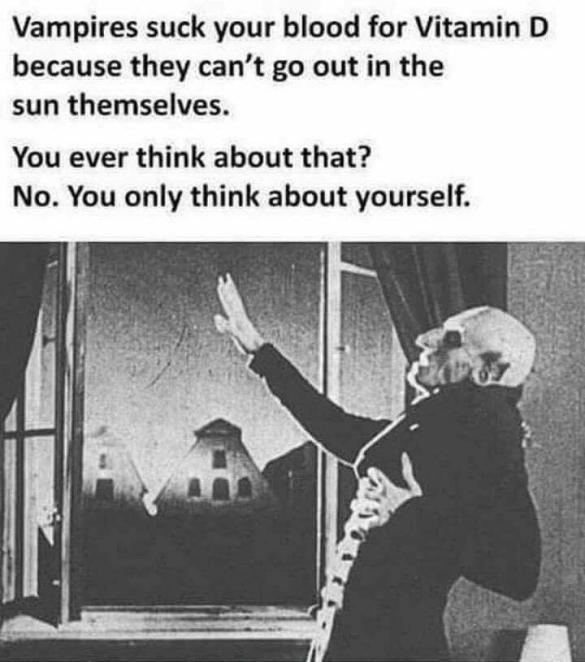 Vampires suck your blood for Vitamin D
because they can't go out in the
sun themselves.
You ever think about that?
No. You only think about yourself.